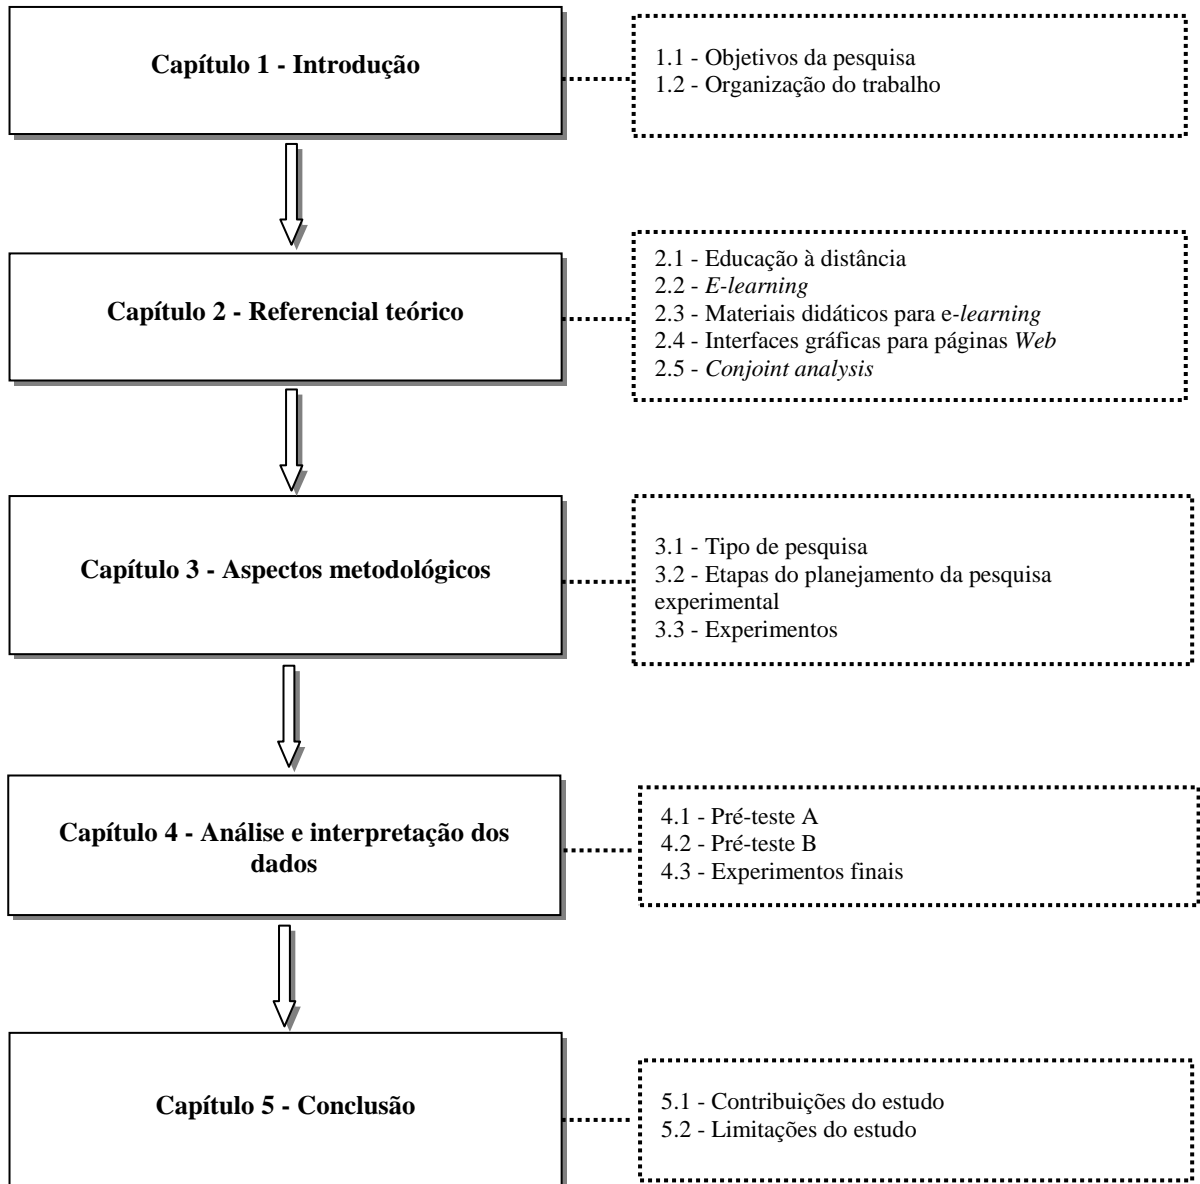 Capítulo 1 - Introdução
1.1 - Objetivos da pesquisa
1.2 - Organização do trabalho
Capítulo 2 - Referencial teórico
2.1 - Educação à distância
2.2 - E-learning
2.3 - Materiais didáticos para e-learning
2.4 - Interfaces gráficas para páginas Web
2.5 - Conjoint analysis
Capítulo 3 - Aspectos metodológicos
3.1 - Tipo de pesquisa
3.2 - Etapas do planejamento da pesquisa
experimental
3.3 - Experimentos
Capítulo 4 - Análise e interpretação dos
dados
4.1 - Pré-teste A
4.2 - Pré-teste B
4.3 - Experimentos finais
Capítulo 5 - Conclusão
5.1 - Contribuições do estudo
5.2 - Limitações do estudo